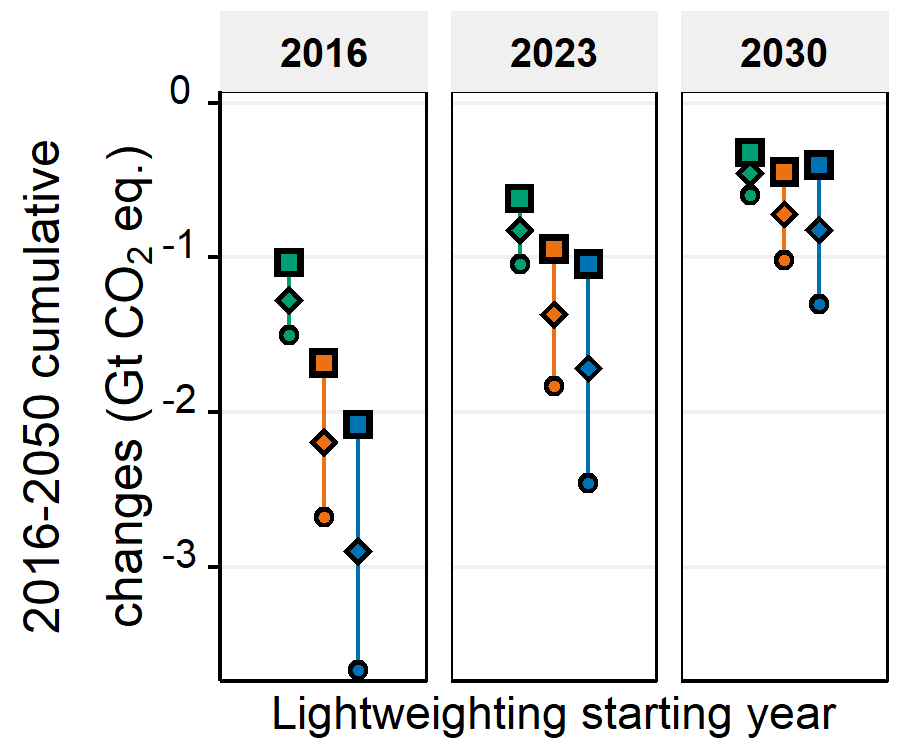 2016 2023 2030
2016-2050 cumulative
changes (Gt CO₂ eq.)
0
-1
-2
-3
Lightweighting starting year